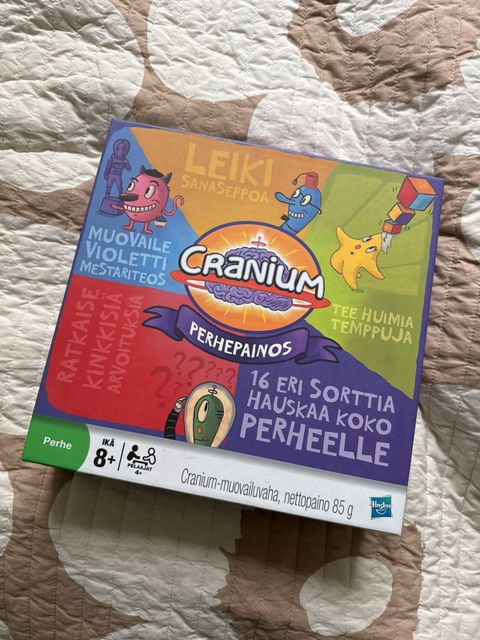 LEIKI
SANASEPPOA
MUOVAILE
VIOLETTI
MESTARITEOS
CRANIUM
PERHEPAINOS
TEE HUIMIA
TEMPPUJA
RATKAISE
KINKKISIÄ
ARVOITUKSIA
16 ERI SORTTIA
HAUSKAA KOKO
PERHEELLE
Perhe
IKÄ
8+
PELAAJAT
4+
Cranium-muovailuvaha, nettopaino 85 g
Hasbro